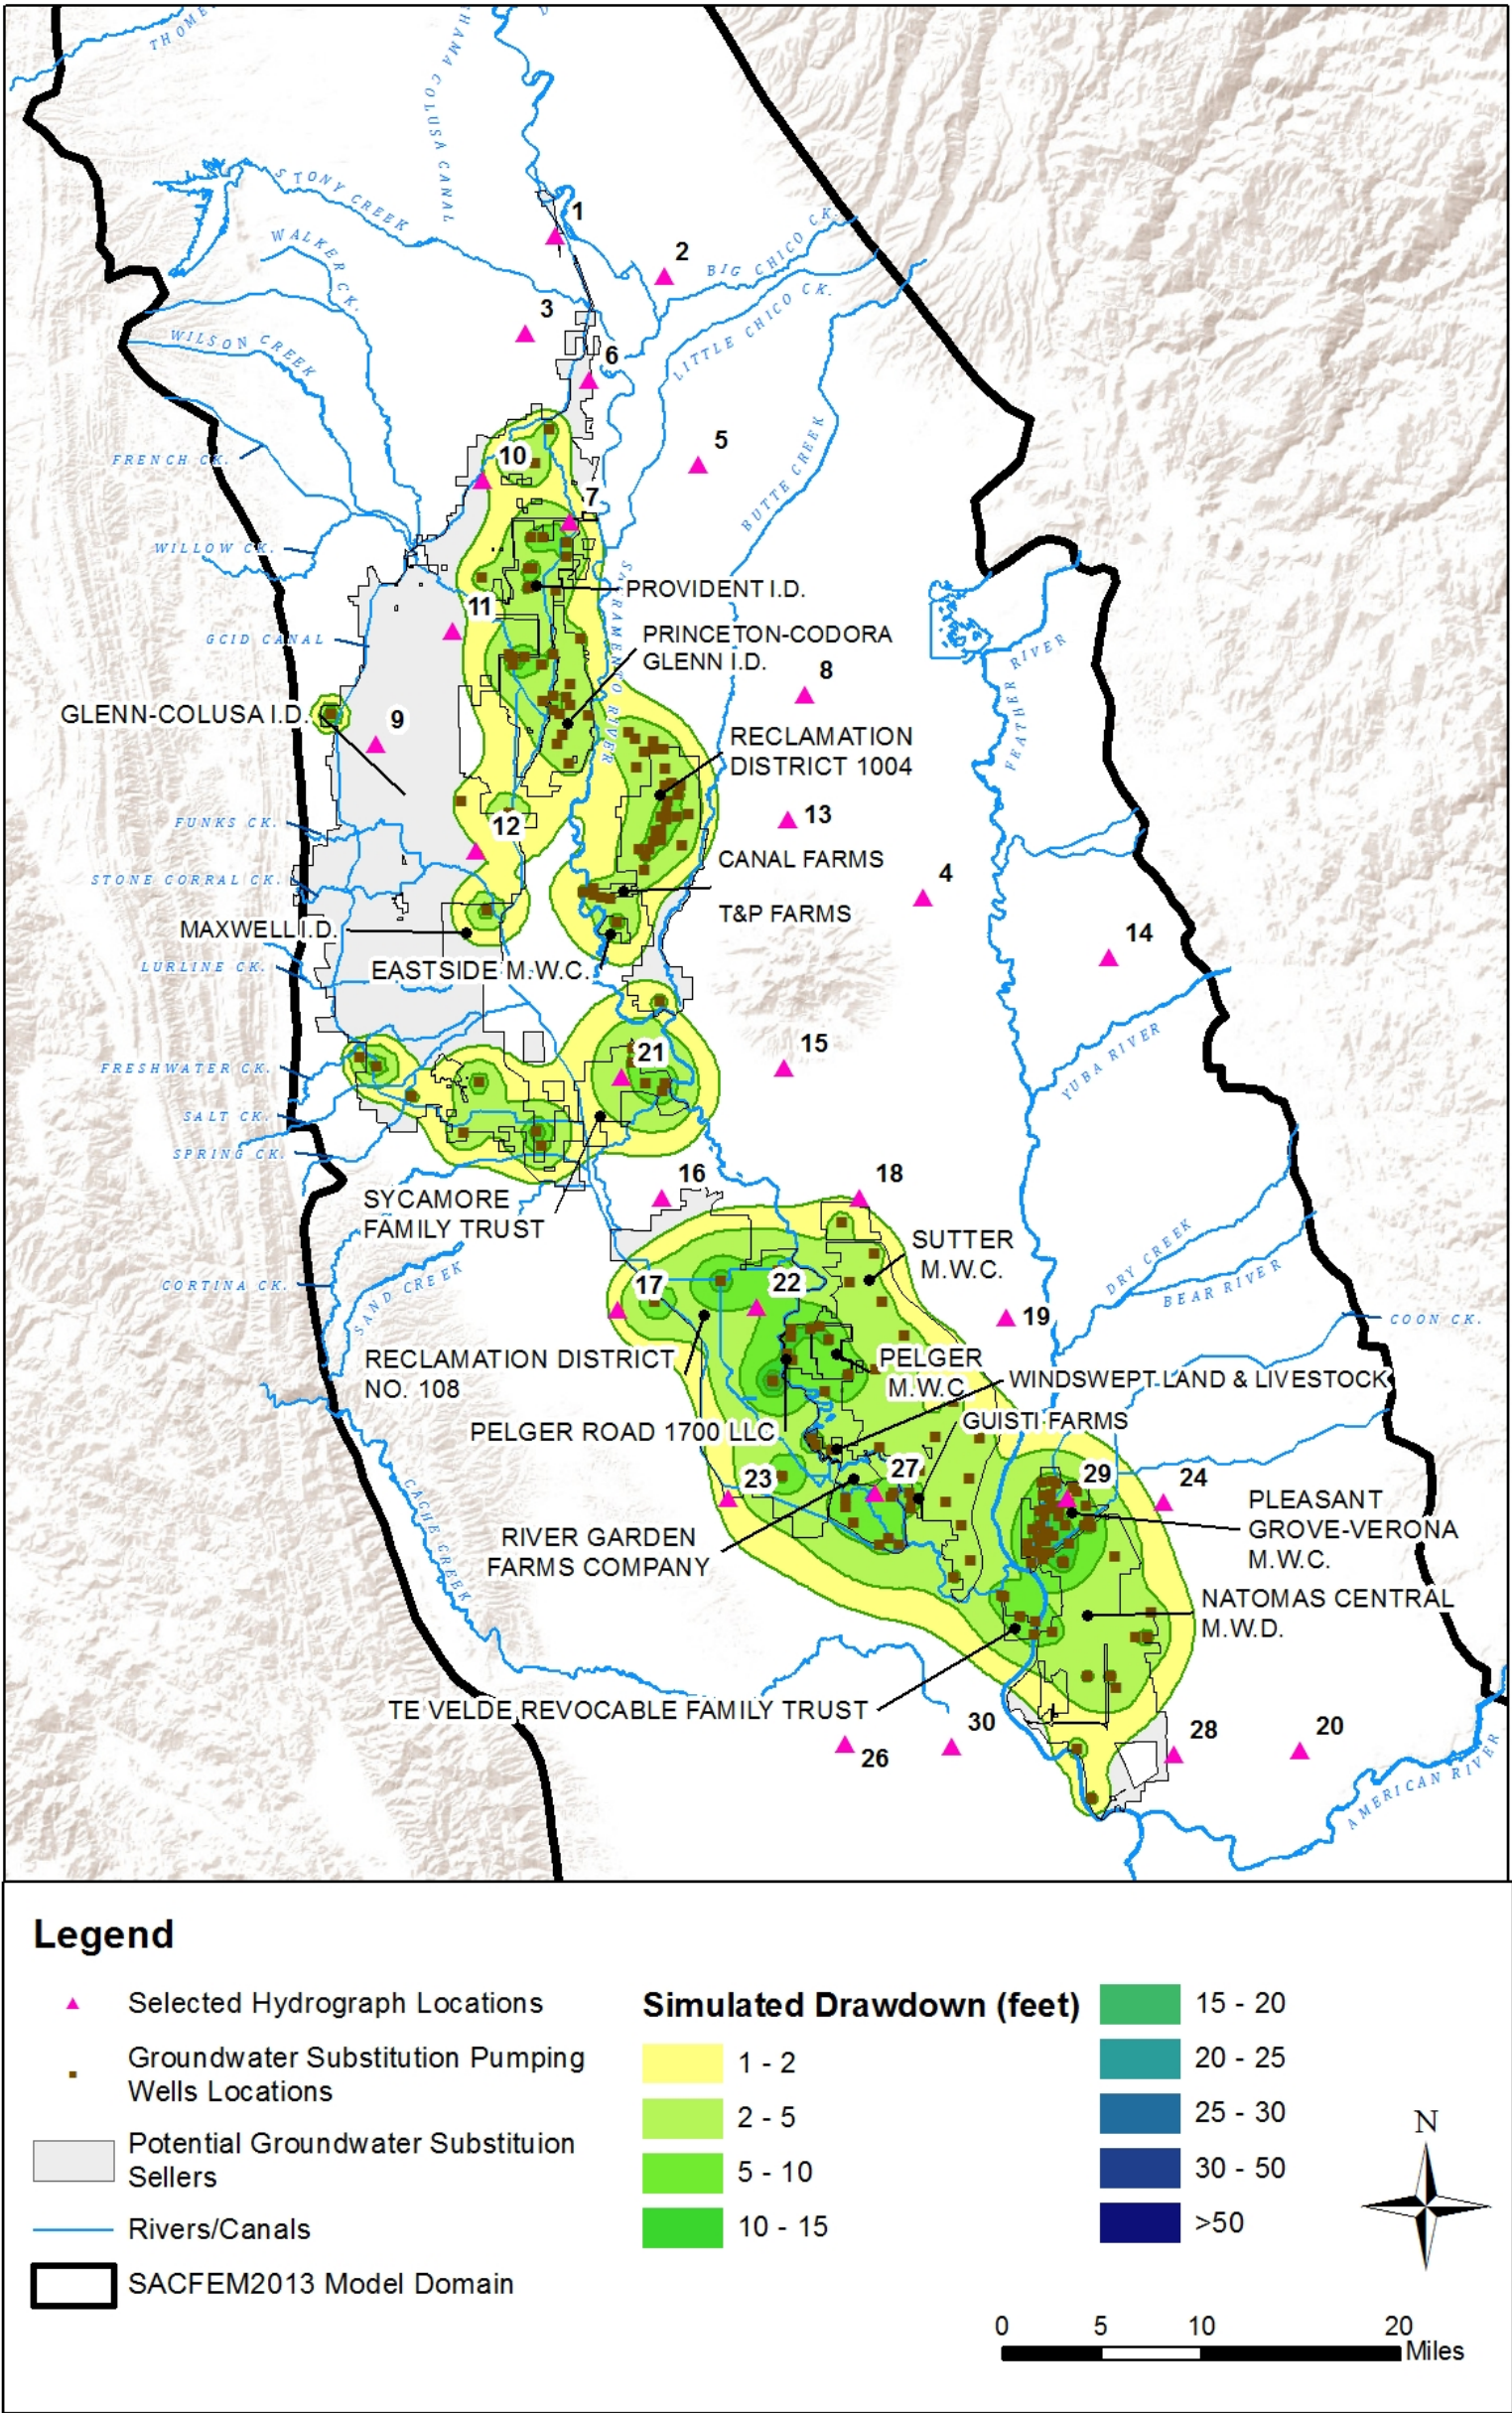 THOME
HAMA COLUSA CANAL
D
STONY CREEK
WALKER CK.
WILSON CREEK
BIG CHICO CK.
LITTLE CHICO CK.
1
2
3
6
5
10
7
FRENCH CK.
BUTTE CREEK
WILLOW CK.
SACRAMENTO RIVER
PROVIDENT I.D.
11
PRINCETON-CODORA
GLENN I.D.
GCID CANAL
FEATHER RIVER
8
GLENN-COLUSA I.D.
9
RECLAMATION
DISTRICT 1004
13
FUNKS CK.
12
CANAL FARMS
STONE CORRAL CK.
4
T&P FARMS
MAXWELL I.D.
14
LURLINE CK.
EASTSIDE M.W.C.
21
15
FRESHWATER CK.
YUBA RIVER
SALT CK.
SPRING CK.
16
18
SYCAMORE
FAMILY TRUST
SUTTER
M.W.C.
DRY CREEK
BEAR RIVER
CORTINA CK.
SAND CREEK
17
22
19
COON CK.
RECLAMATION DISTRICT
NO. 108
PELGER
M.W.C
WINDSWEPT LAND & LIVESTOCK
GUISTI FARMS
PELGER ROAD 1700 LLC
23
27
29
24
CACHE CREEK
PLEASANT
GROVE-VERONA
M.W.C.
RIVER GARDEN
FARMS COMPANY
NATOMAS CENTRAL
M.W.D.
TE VELDE REVOCABLE FAMILY TRUST
30
26
28
20
AMERICAN RIVER
Legend
Selected Hydrograph Locations
Groundwater Substitution Pumping
Wells Locations
Potential Groundwater Substituion
Sellers
Rivers/Canals
SACFEM2013 Model Domain
Simulated Drawdown (feet)
1 - 2
2 - 5
5 - 10
10 - 15
15 - 20
20 - 25
25 - 30
30 - 50
>50
N
0 5 10 20
Miles